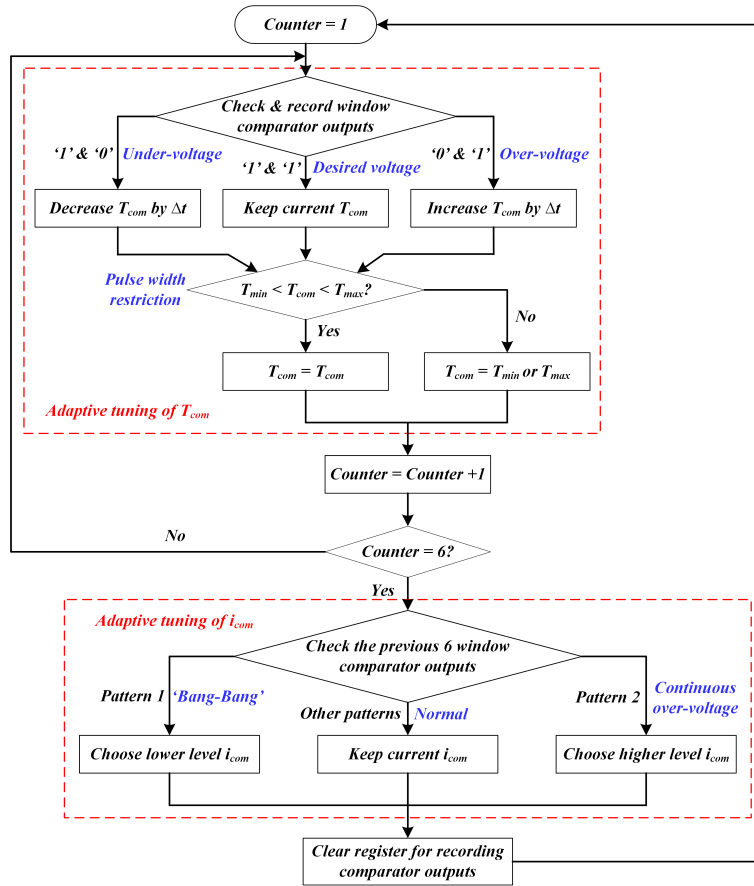 Counter = 1
Check & record window
comparator outputs
‘1’ & ‘0’ Under-voltage
‘1’ & ‘1’ Desired voltage
‘0’ & ‘1’ Over-voltage
Decrease Tcom by Δt
Keep current Tcom
Increase Tcom by Δt
Pulse width
restriction
Tmin < Tcom < Tmax?
Yes
No
Tcom = Tcom
Tcom = Tmin or Tmax
Adaptive tuning of Tcom
Counter = Counter +1
No
Counter = 6?
Yes
Adaptive tuning of icom
Check the previous 6 window
comparator outputs
Pattern 1 ‘Bang-Bang’
Other patterns Normal
Pattern 2 Continuous
over-voltage
Choose lower level icom
Keep current icom
Choose higher level icom
Clear register for recording
comparator outputs